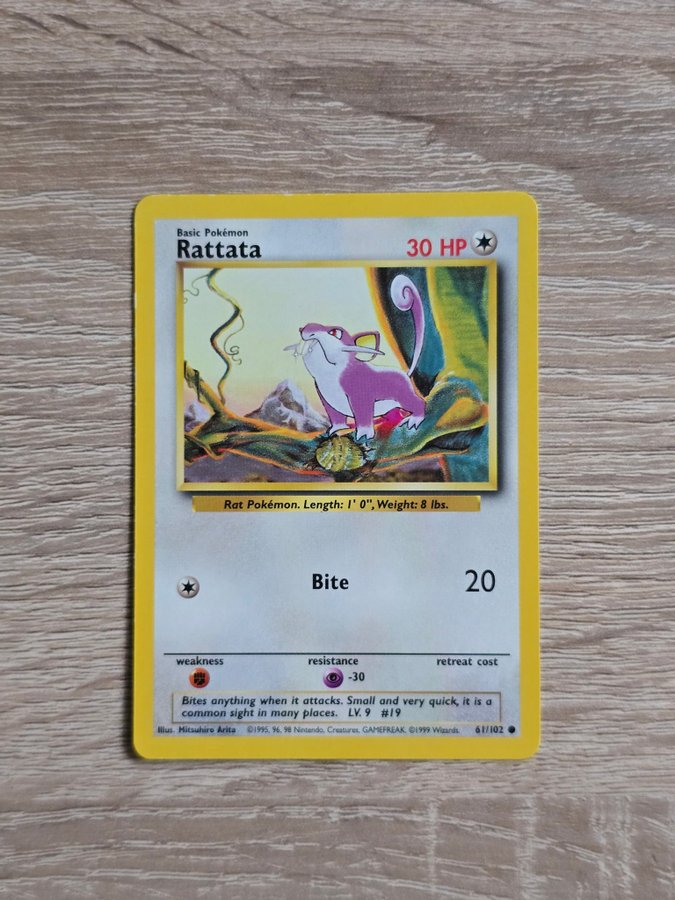 Basic Pokémon
Rattata
30 HP
Rat Pokémon. Length: 1' 0", Weight: 8 lbs.
Bite 20
weakness resistance retreat cost
-30
Bites anything when it attacks. Small and very quick, it is a
common sight in many places. LV. 9 #19
Illus. Mitsuhiro Arita ©1995, 96, 98 Nintendo, Creatures, GAMEFREAK. ©1999 Wizards. 61/102